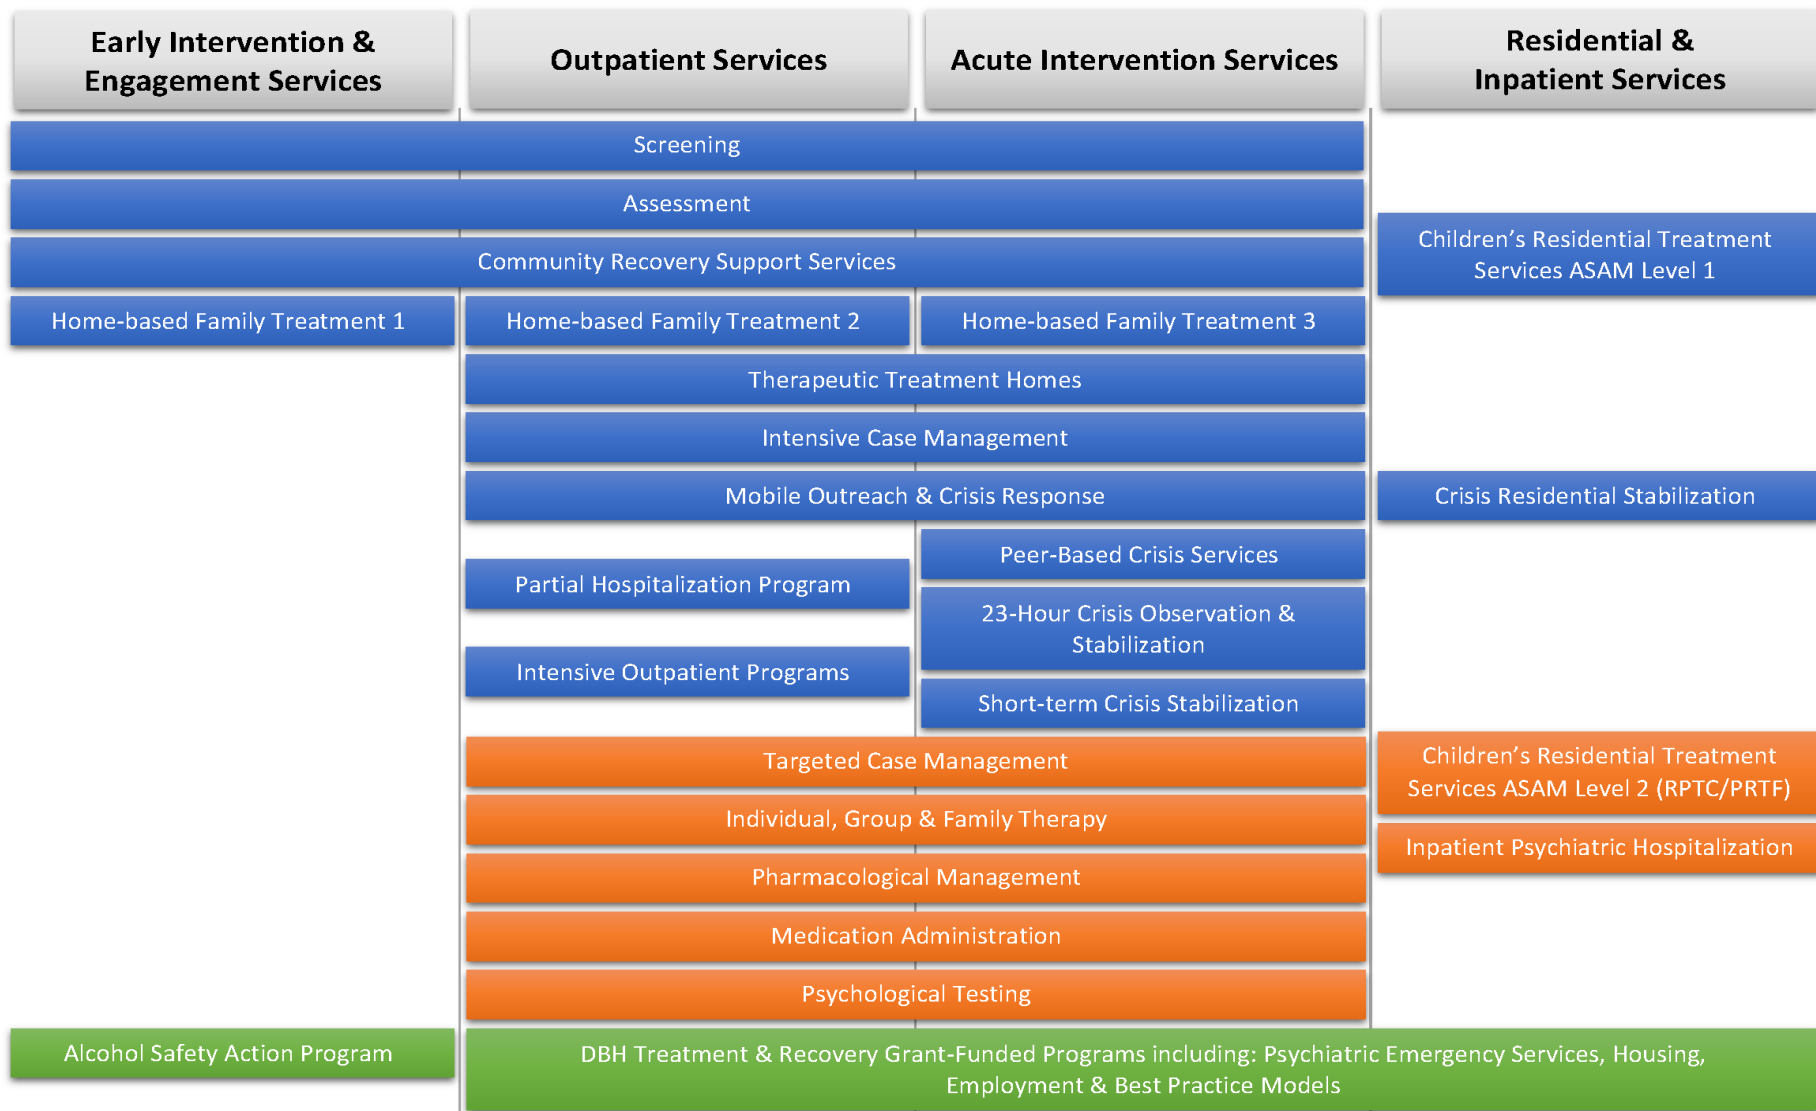 Early Intervention &
Engagement Services
Outpatient Services
Acute Intervention Services
Residential &
Inpatient Services
Screening
Assessment
Community Recovery Support Services
Children’s Residential Treatment
Services ASAM Level 1
Home-based Family Treatment 1
Home-based Family Treatment 2
Home-based Family Treatment 3
Therapeutic Treatment Homes
Intensive Case Management
Mobile Outreach & Crisis Response
Crisis Residential Stabilization
Partial Hospitalization Program
Peer-Based Crisis Services
23-Hour Crisis Observation &
Stabilization
Intensive Outpatient Programs
Short-term Crisis Stabilization
Targeted Case Management
Children’s Residential Treatment
Services ASAM Level 2 (RPTC/PRTF)
Individual, Group & Family Therapy
Inpatient Psychiatric Hospitalization
Pharmacological Management
Medication Administration
Psychological Testing
Alcohol Safety Action Program
DBH Treatment & Recovery Grant-Funded Programs including: Psychiatric Emergency Services, Housing,
Employment & Best Practice Models